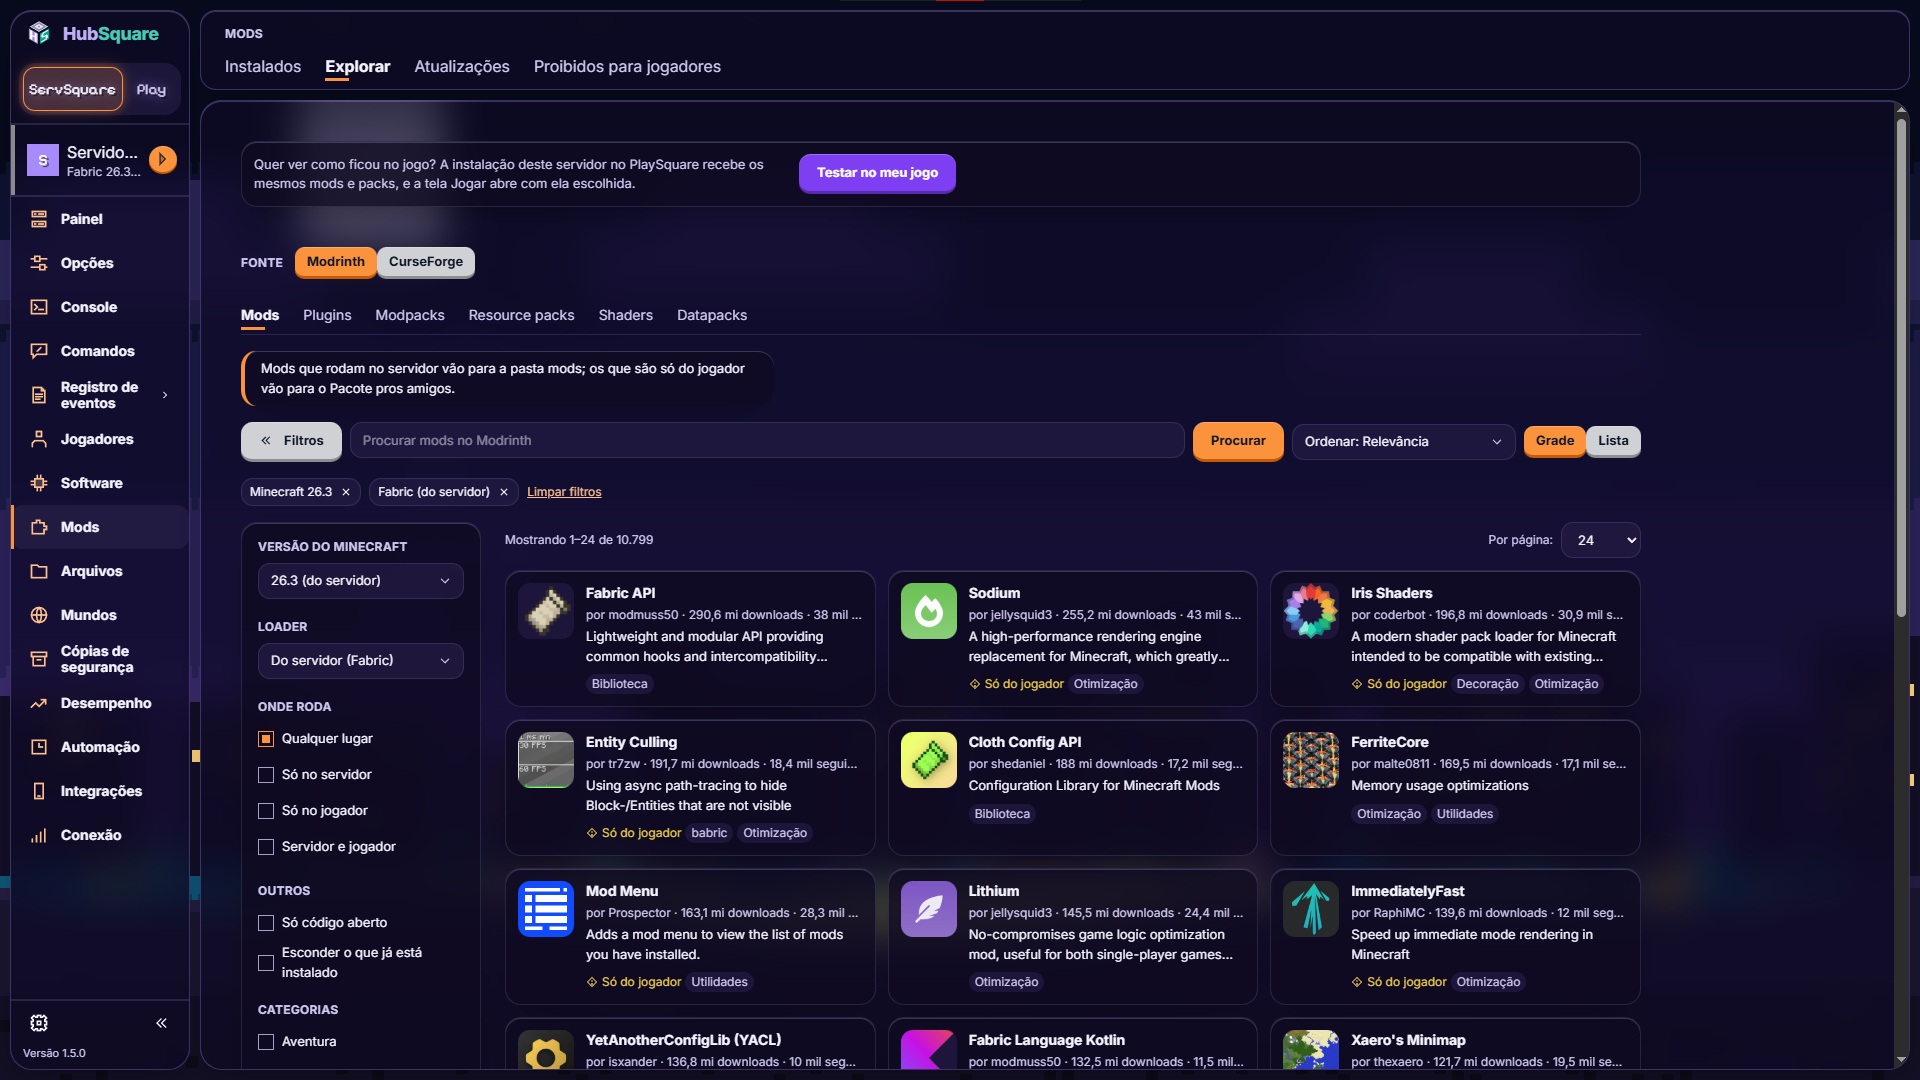 HubSquare
ServSquare
Play
S
Servido...
Fabric 26.3...
Painel
Opções
Console
Comandos
Registro de
eventos
Jogadores
Software
Mods
Arquivos
Mundos
Cópias de
segurança
Desempenho
Automação
Integrações
Conexão
Versão 1.5.0
MODS
Instalados
Explorar
Atualizações
Proibidos para jogadores
Quer ver como ficou no jogo? A instalação deste servidor no PlaySquare recebe os
mesmos mods e packs, e a tela Jogar abre com ela escolhida.
Testar no meu jogo
FONTE
Modrinth
CurseForge
Mods
Plugins
Modpacks
Resource packs
Shaders
Datapacks
Mods que rodam no servidor vão para a pasta mods; os que são só do jogador
vão para o Pacote pros amigos.
Filtros
Procurar mods no Modrinth
Procurar
Ordenar: Relevância
Grade
Lista
Minecraft 26.3 ×
Fabric (do servidor) ×
Limpar filtros
VERSÃO DO MINECRAFT
26.3 (do servidor)
LOADER
Do servidor (Fabric)
ONDE RODA
Qualquer lugar
Só no servidor
Só no jogador
Servidor e jogador
OUTROS
Só código aberto
Esconder o que já está
instalado
CATEGORIAS
Aventura
Mostrando 1–24 de 10.799
Por página:
24
Fabric API
por modmuss50 · 290,6 mi downloads · 38 mil ...
Lightweight and modular API providing
common hooks and intercompatibility...
Biblioteca
Sodium
por jellysquid3 · 255,2 mi downloads · 43 mil s...
A high-performance rendering engine
replacement for Minecraft, which greatly...
Só do jogador
Otimização
Iris Shaders
por coderbot · 196,8 mi downloads · 30,9 mil s...
A modern shader pack loader for Minecraft
intended to be compatible with existing...
Só do jogador
Decoração
Otimização
30 FPS
60 FPS
Entity Culling
por tr7zw · 191,7 mi downloads · 18,4 mil segui...
Using async path-tracing to hide
Block-/Entities that are not visible
Só do jogador
babric
Otimização
Cloth Config API
por shedaniel · 188 mi downloads · 17,2 mil seg...
Configuration Library for Minecraft Mods
Biblioteca
FerriteCore
por malte0811 · 169,5 mi downloads · 17,1 mil se...
Memory usage optimizations
Otimização
Utilidades
Mod Menu
por Prospector · 163,1 mi downloads · 28,3 mil ...
Adds a mod menu to view the list of mods
you have installed.
Só do jogador
Utilidades
Lithium
por jellysquid3 · 145,5 mi downloads · 24,4 mil ...
No-compromises game logic optimization
mod, useful for both single-player games...
Otimização
ImmediatelyFast
por RaphiMC · 139,6 mi downloads · 12 mil seg...
Speed up immediate mode rendering in
Minecraft
Só do jogador
Otimização
YetAnotherConfigLib (YACL)
por isxander · 136,8 mi downloads · 10 mil seg...
Fabric Language Kotlin
por modmuss50 · 132,5 mi downloads · 11,5 mil...
Xaero's Minimap
por thexaero · 121,7 mi downloads · 19,5 mil se...